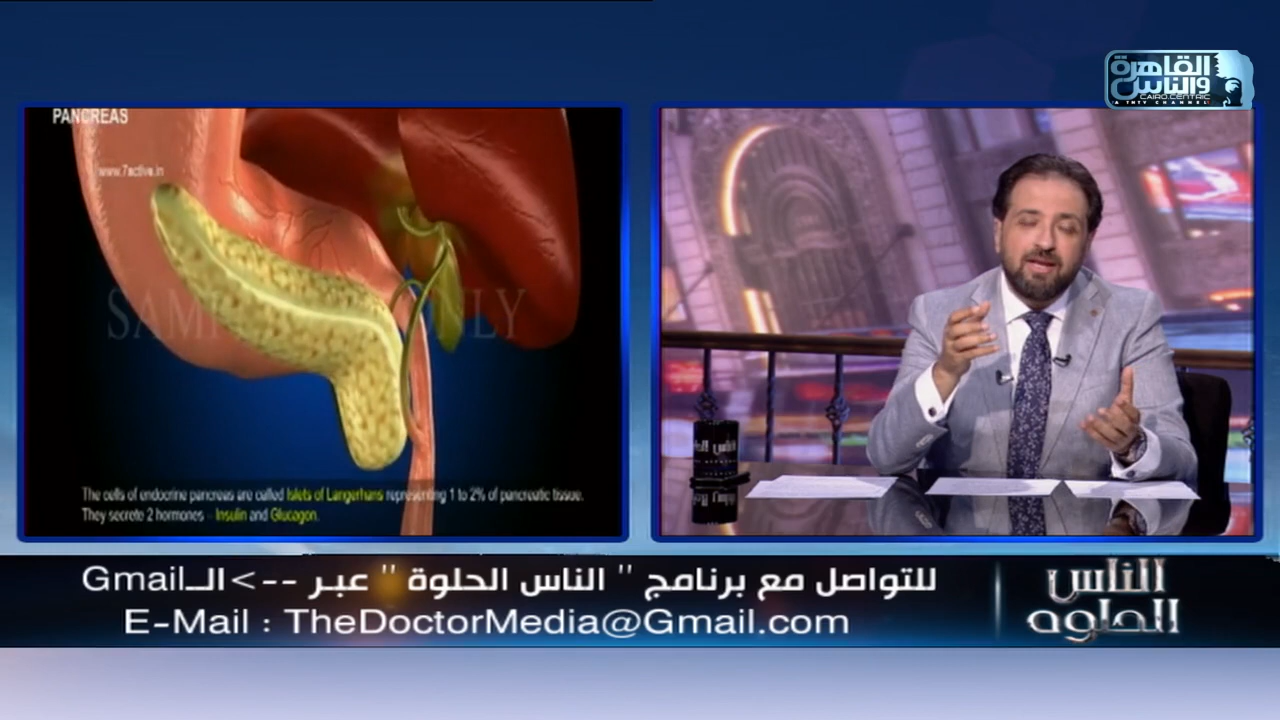 القاهرة
والناس
CAIRO.CENTRIC
A TNTV CHANNEL
PANCREAS
www.7active.in
The cells of endocrine pancreas are called Islets of Langerhans representing 1 to 2% of pancreatic tissue.
They secrete 2 hormones - Insulin and Glucagon.
الناس
الحلوه
للتواصل مع برنامج " الناس الحلوة " عبر --> الـGmail
E-Mail : TheDoctorMedia@Gmail.com